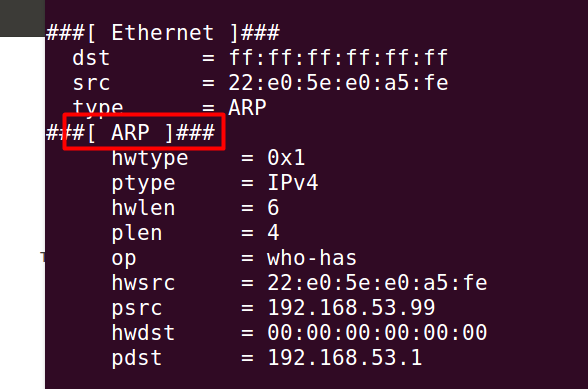 ###[ Ethernet ]###
dst = ff:ff:ff:ff:ff:ff
src = 22:e0:5e:e0:a5:fe
type = ARP
###[ ARP ]###
hwtype = 0x1
ptype = IPv4
hwlen = 6
plen = 4
op = who-has
hwsrc = 22:e0:5e:e0:a5:fe
psrc = 192.168.53.99
hwdst = 00:00:00:00:00:00
pdst = 192.168.53.1